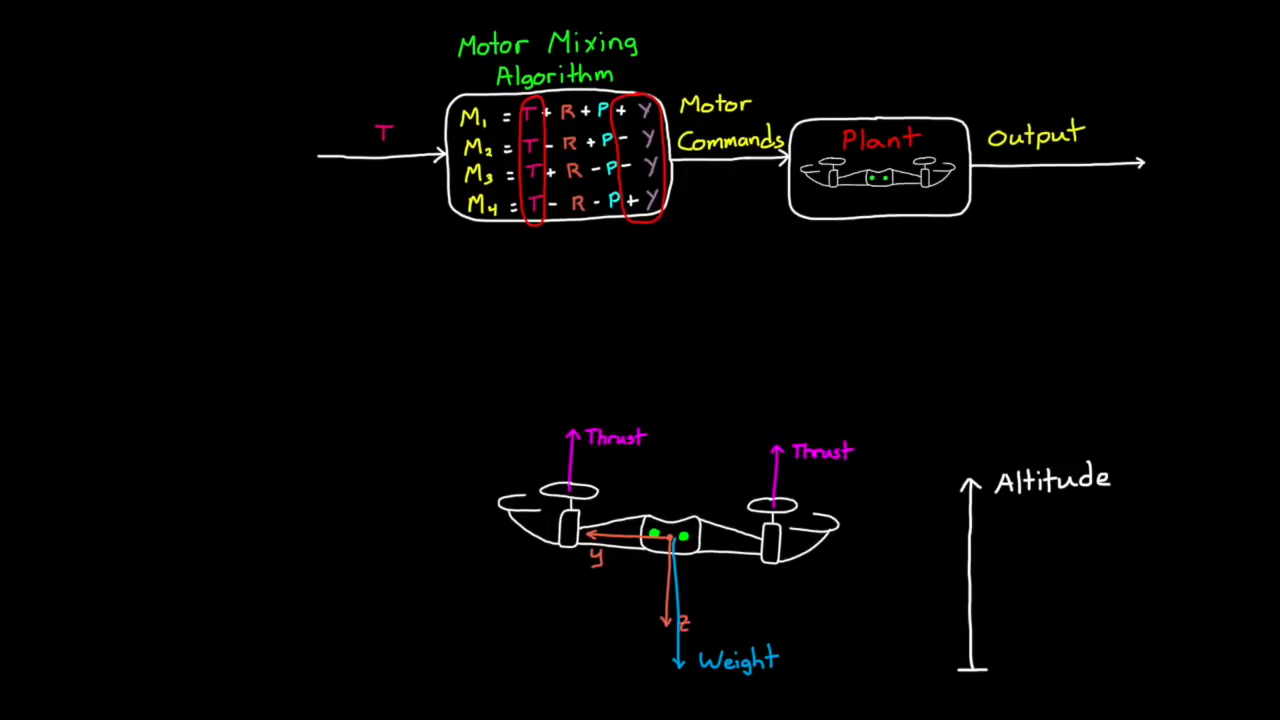 Motor Mixing
Algorithm
T
M₁ = T + R + P + Y
M₂ = T - R + P - Y
M₃ = T + R - P - Y
M₄ = T - R - P + Y
Motor
Commands
Plant
Output
Thrust
Thrust
Altitude
y
z
Weight